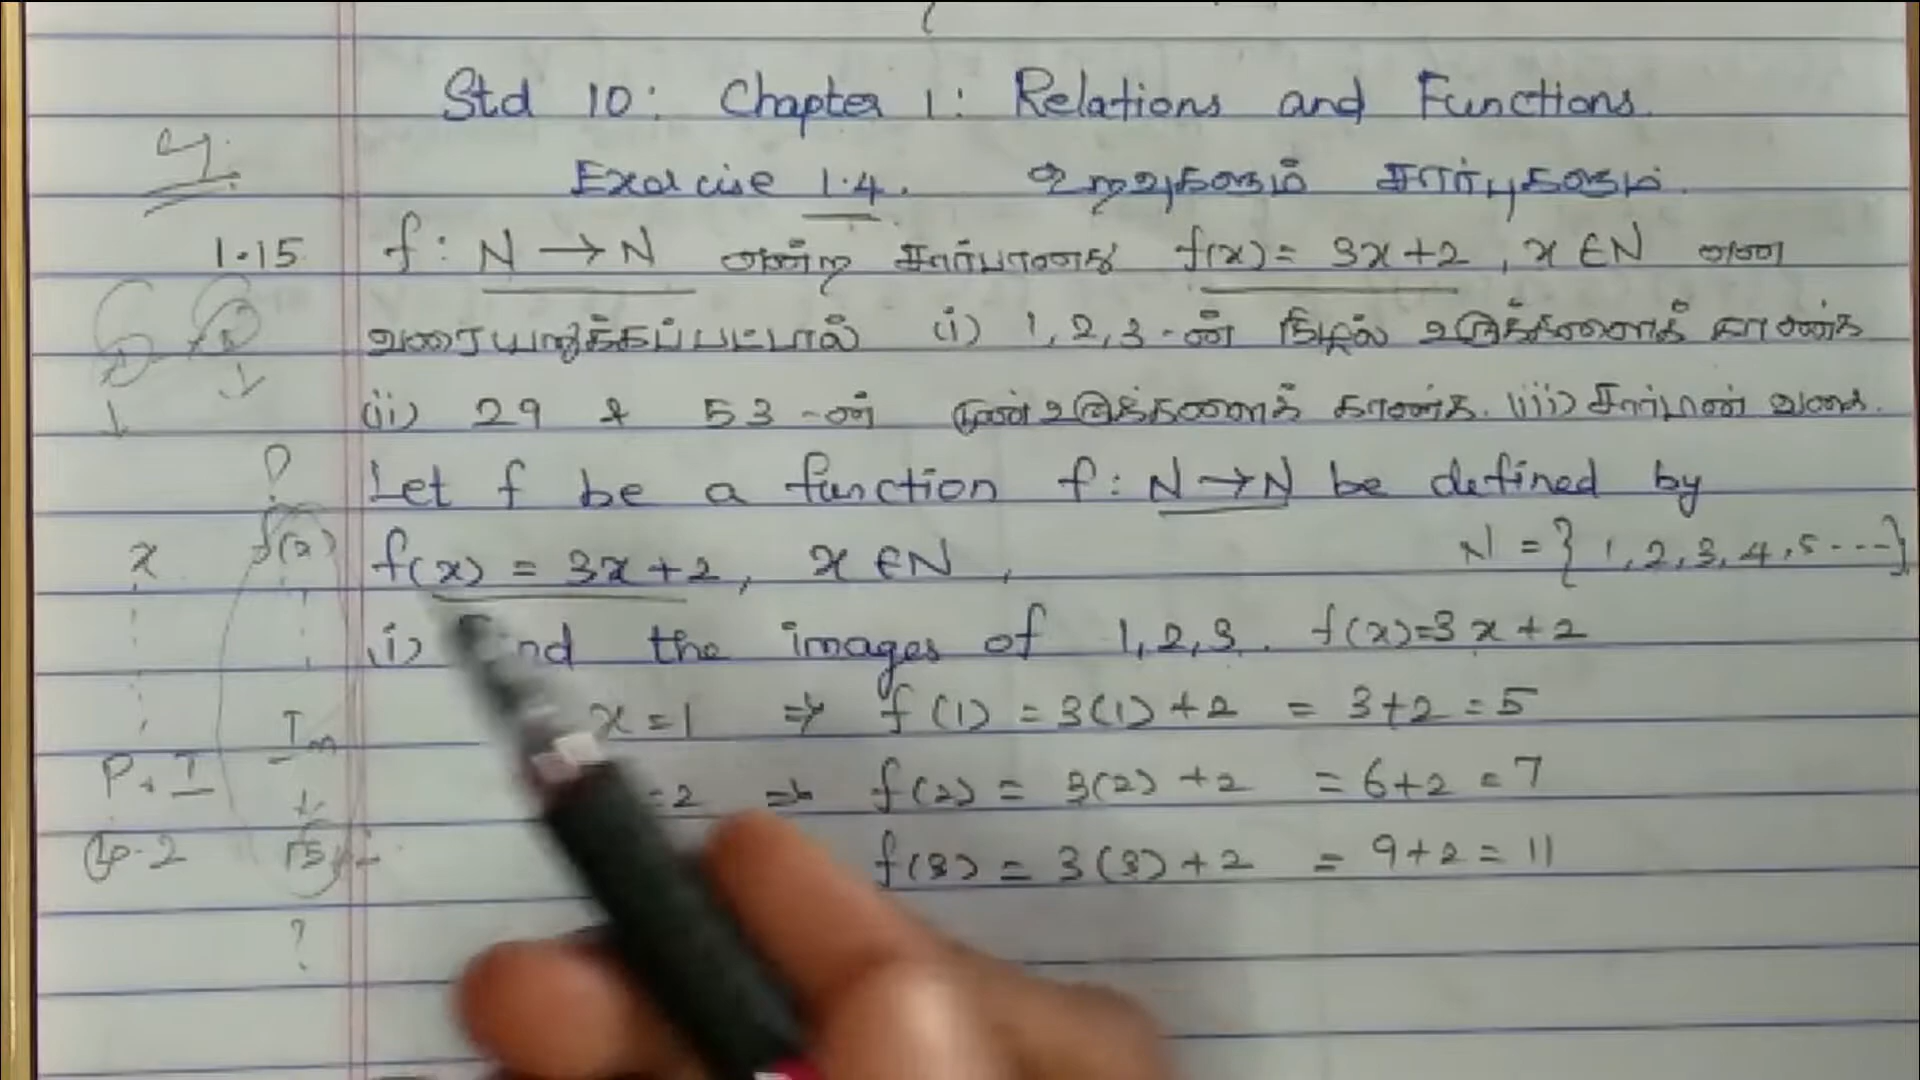 Std 10: Chapter 1: Relations and Functions.
Exercise 1.4. உறவுகளும் சார்புகளும்.
1.15 f: N → N என்ற சார்பானது f(x) = 3x+2, x ∈ N என
வரையறுக்கப்பட்டால் (i) 1, 2, 3-ன் நிழல் உருக்களைக் காண்க
(ii) 29 & 53-ன் முன் உருக்களைக் காண்க. (iii) சார்பின் வகை.
Let f be a function f: N → N be defined by
x f(x) f(x) = 3x+2, x ∈ N, N = { 1, 2, 3, 4, 5 ---}
(i) the images of 1, 2, 3. f(x)=3x+2
x=1 ⇒ f(1) = 3(1)+2 = 3+2 = 5
=2 ⇒ f(2) = 3(2)+2 = 6+2 = 7
f(3) = 3(3)+2 = 9+2 = 11
?